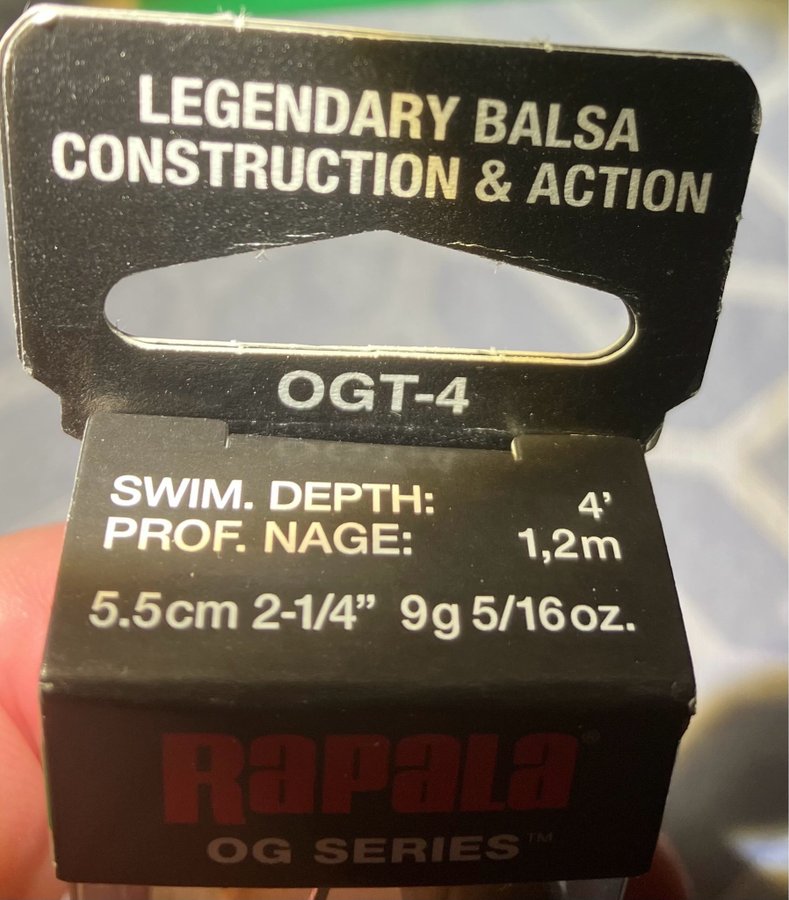 LEGENDARY BALSA
CONSTRUCTION & ACTION
OGT-4
SWIM. DEPTH: 4’
PROF. NAGE: 1,2m
5.5cm 2-1/4” 9g 5/16oz.
Rapala®
OG SERIES™